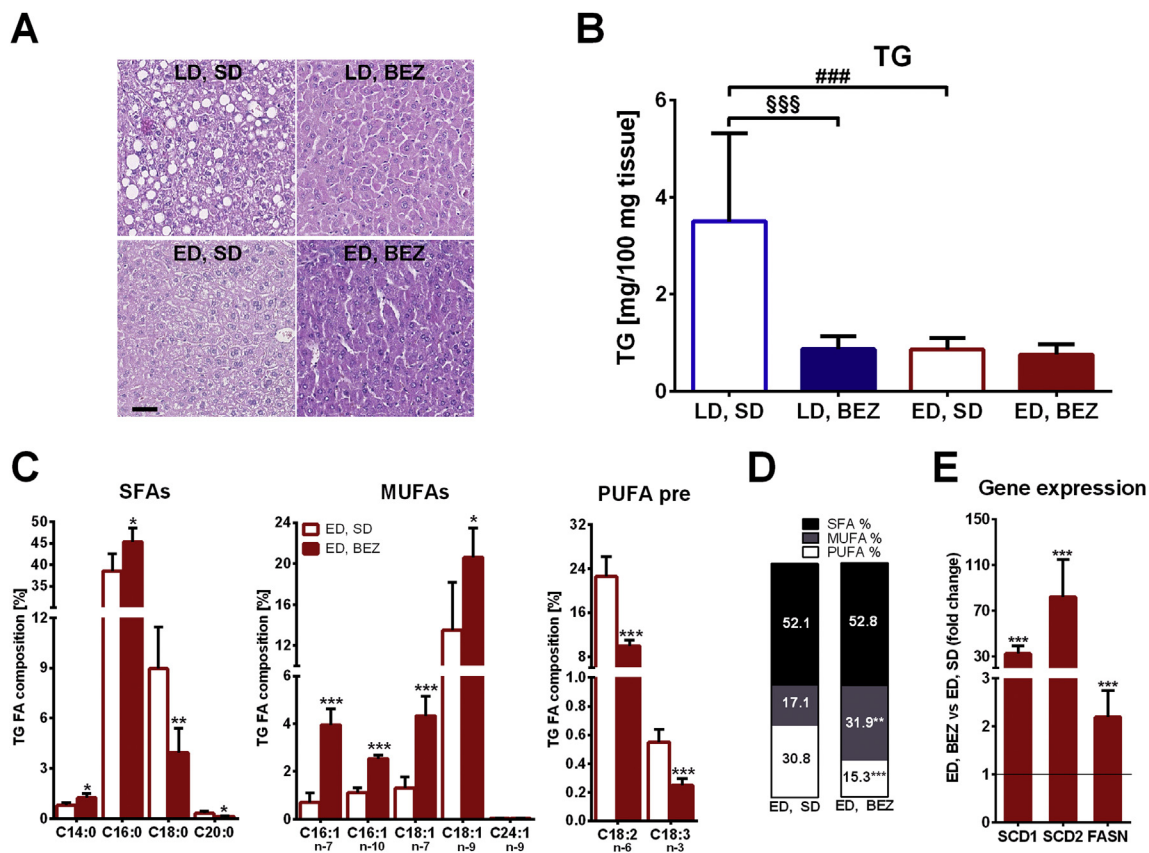 A
LD, SD
LD, BEZ
ED, SD
ED, BEZ
B
TG
###
§§§
TG [mg/100 mg tissue]
6
4
2
0
LD, SD
LD, BEZ
ED, SD
ED, BEZ
C
SFAs
TG FA composition [%]
50
45
40
35
30
12
9
6
3
0
*
*
**
*
C14:0
C16:0
C18:0
C20:0
MUFAs
ED, SD
ED, BEZ
TG FA composition [%]
24
20
16
12
8
6
4
2
0
***
***
***
*
C16:1
n-7
C16:1
n-10
C18:1
n-7
C18:1
n-9
C24:1
n-9
PUFA pre
TG FA composition [%]
32
24
16
8
0.6
0.4
0.2
0.0
***
***
C18:2
n-6
C18:3
n-3
D
SFA %
MUFA %
PUFA %
52.1
17.1
30.8
52.8
31.9**
15.3***
ED, SD
ED, BEZ
E
Gene expression
ED, BEZ vs ED, SD (fold change)
150
110
70
30
3
2
1
0
***
***
***
SCD1
SCD2
FASN